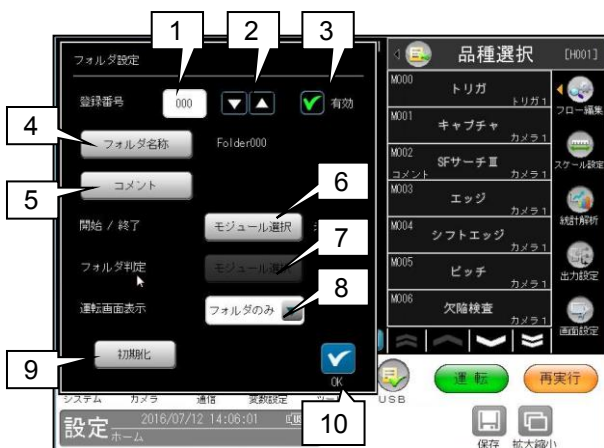 1
2
3
フォルダ設定
登録番号
000
有効
4
フォルダ名称
Folder000
5
コメント
6
開始 / 終了
モジュール選択
7
フォルダ判定
モジュール選択
8
運転画面表示
フォルダのみ
9
初期化
OK
10
品種選択
[H001]
M000
トリガ
トリガ1
M001
キャプチャ
カメラ1
M002
SFサーチⅢ
コメント
カメラ1
M003
エッジ
カメラ1
M004
シフトエッジ
カメラ1
M005
ピッチ
カメラ1
M006
欠陥検査
カメラ1
フロー編集
スケール設定
統計解析
出力設定
画面設定
システム
カメラ
通信
変数設定
USB
運転
再実行
設定
ホーム
2016/07/12 14:06:01
保存
拡大縮小